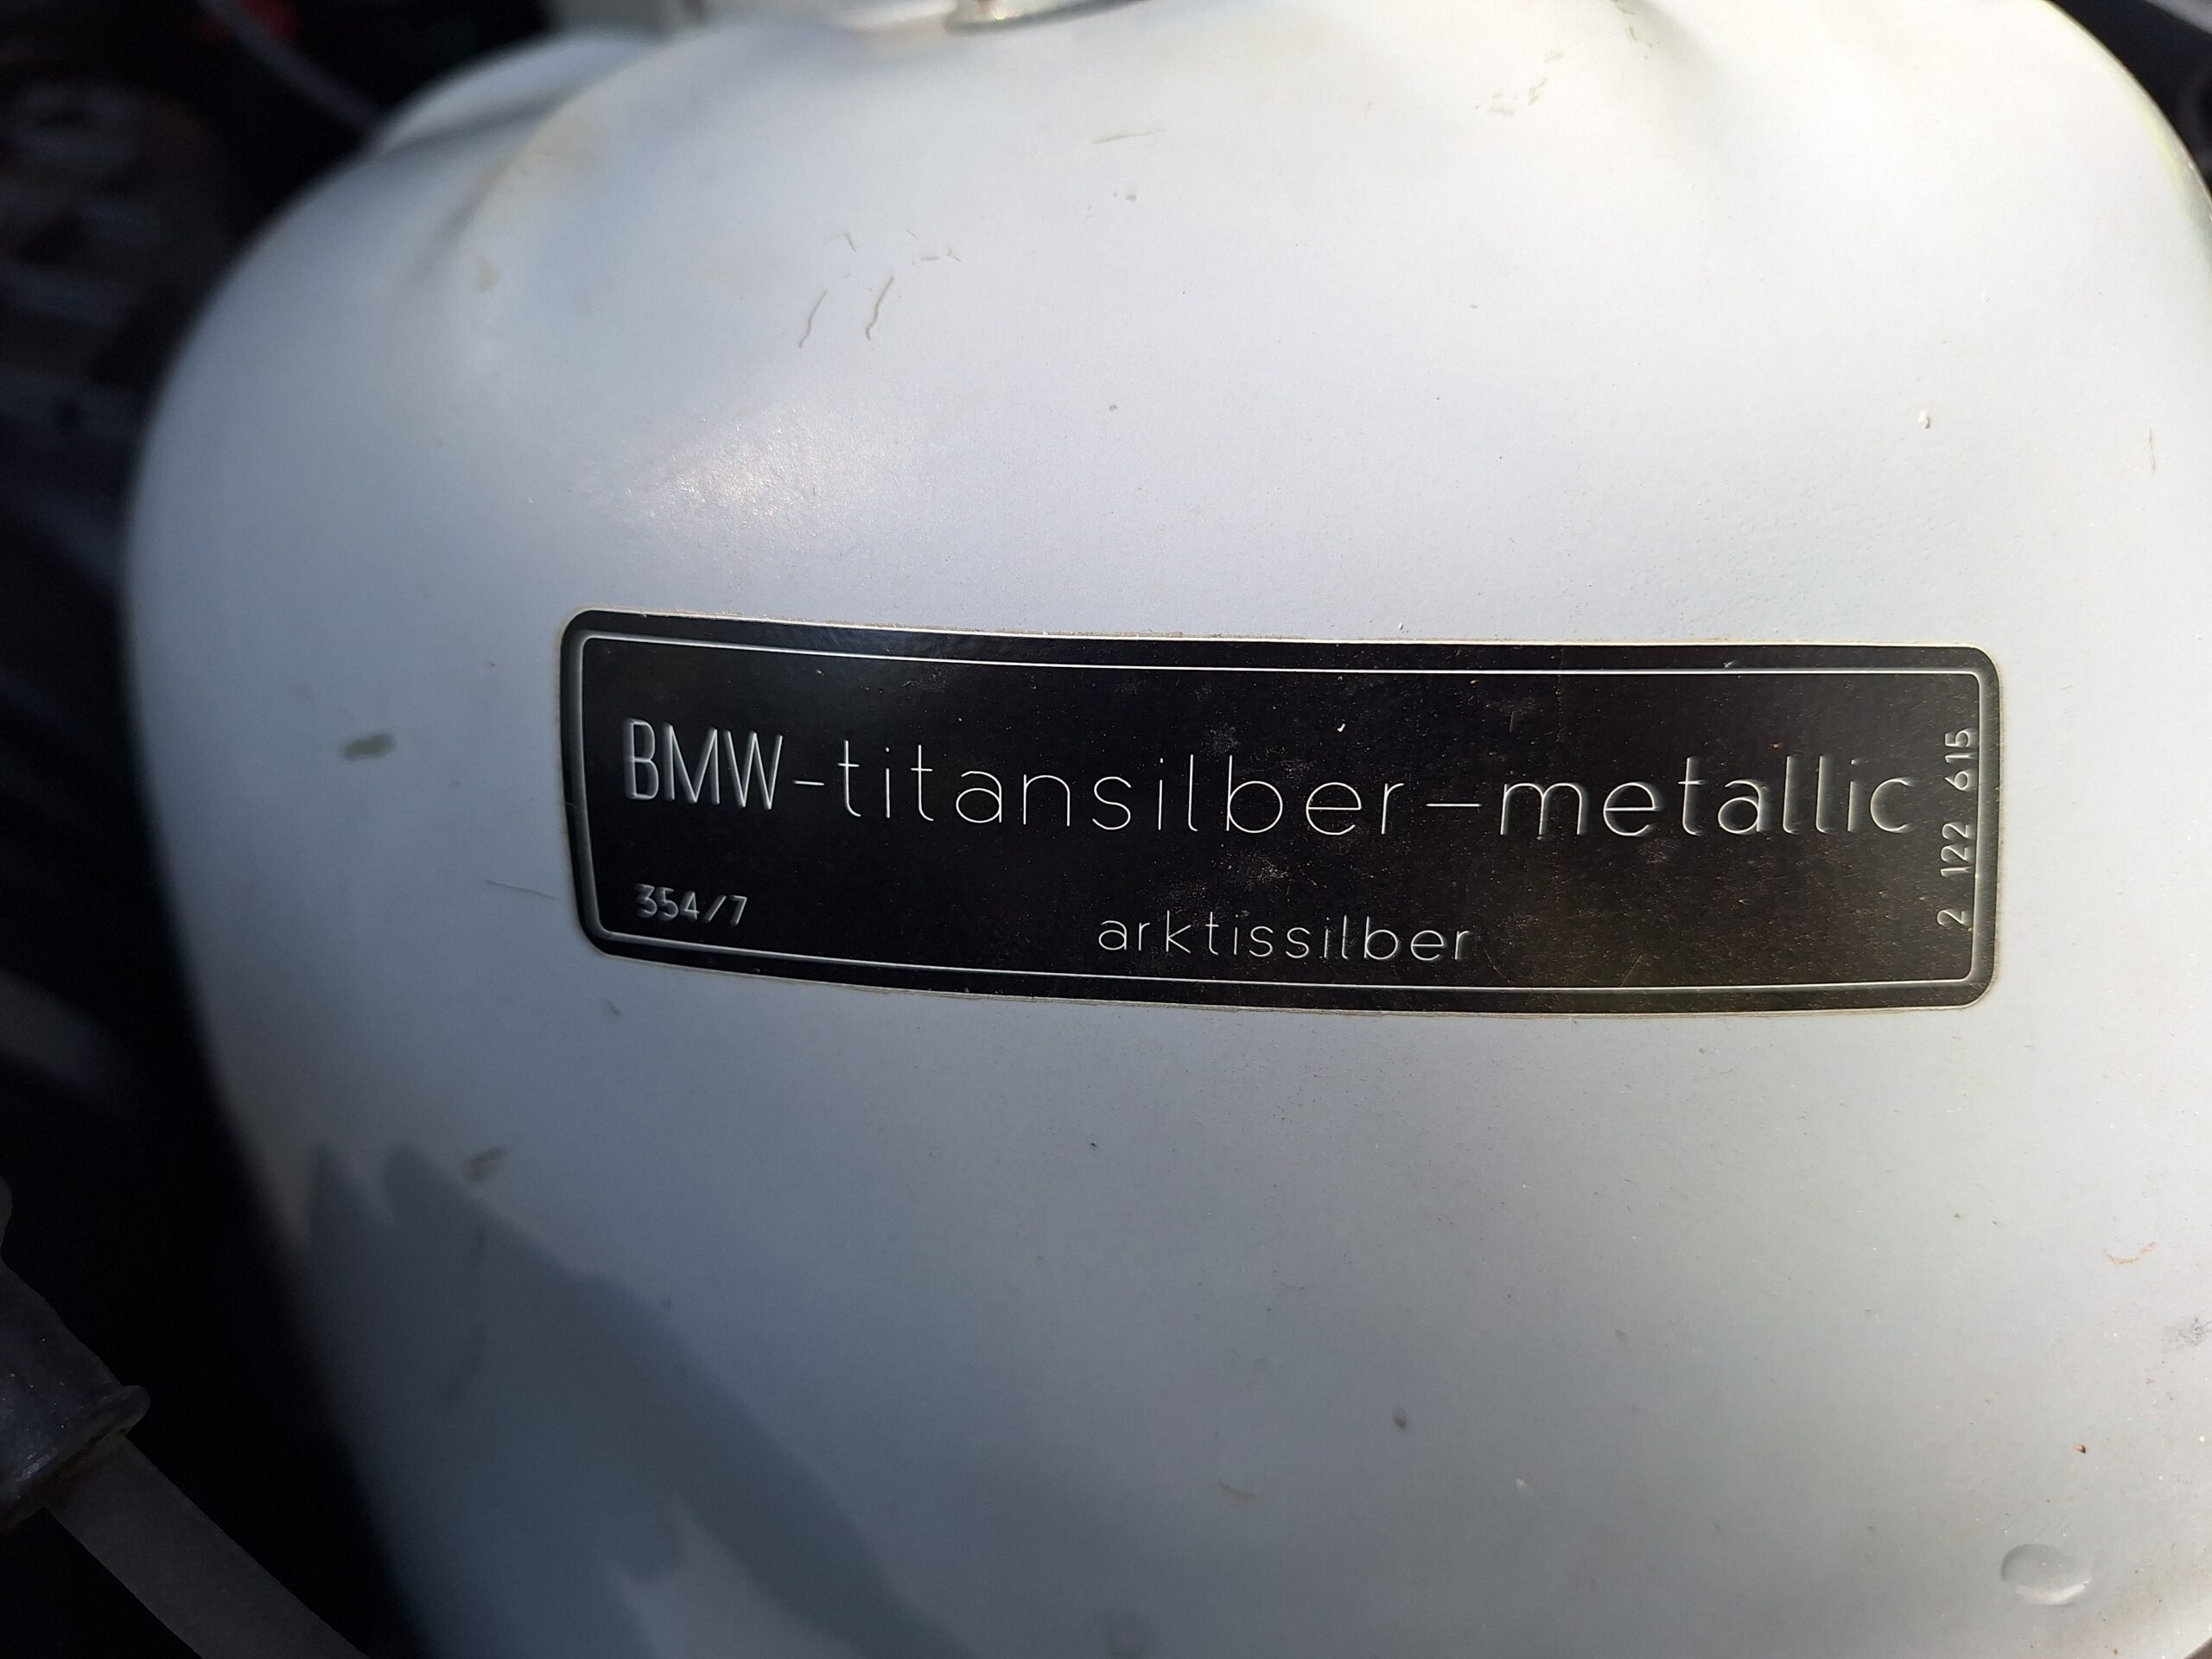 BMW-titansilber-metallic
354/7
arktissilber
2 122 615